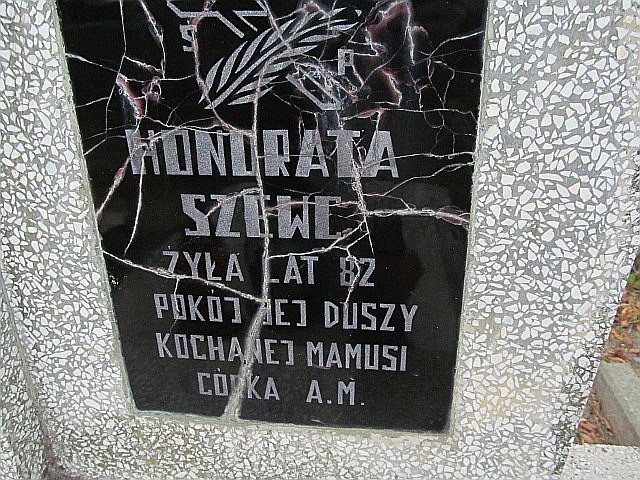 Ś P
HONORATA
SZEWC
ŻYŁA LAT 82
POKÓJ JEJ DUSZY
KOCHANEJ MAMUSI
CÓRKA A.M.